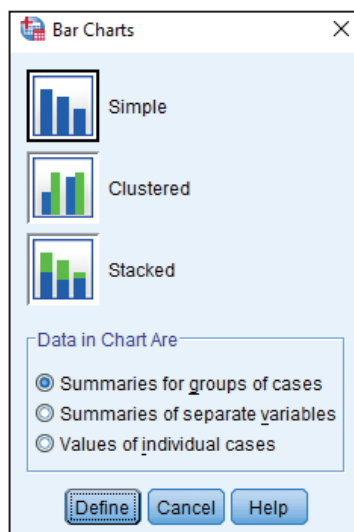 Bar Charts
Simple
Clustered
Stacked
Data in Chart Are
Summaries for groups of cases
Summaries of separate variables
Values of individual cases
Define Cancel Help